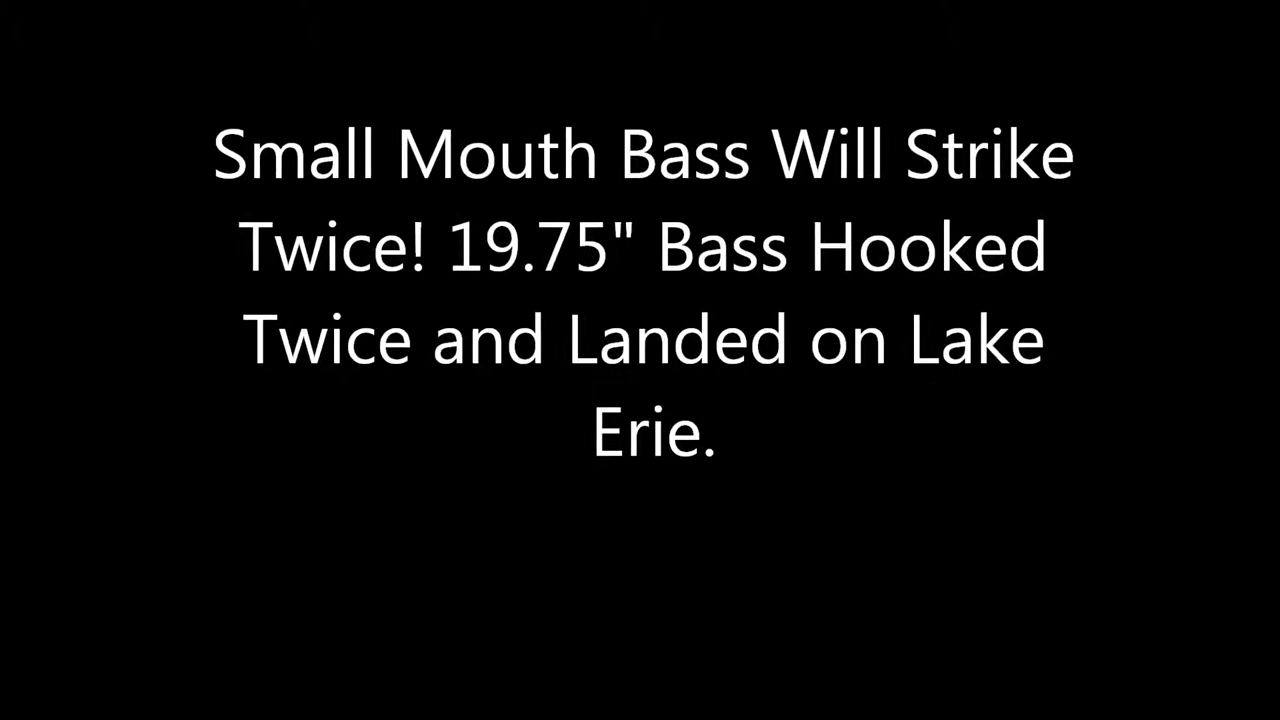 Small Mouth Bass Will Strike
Twice! 19.75" Bass Hooked
Twice and Landed on Lake
Erie.